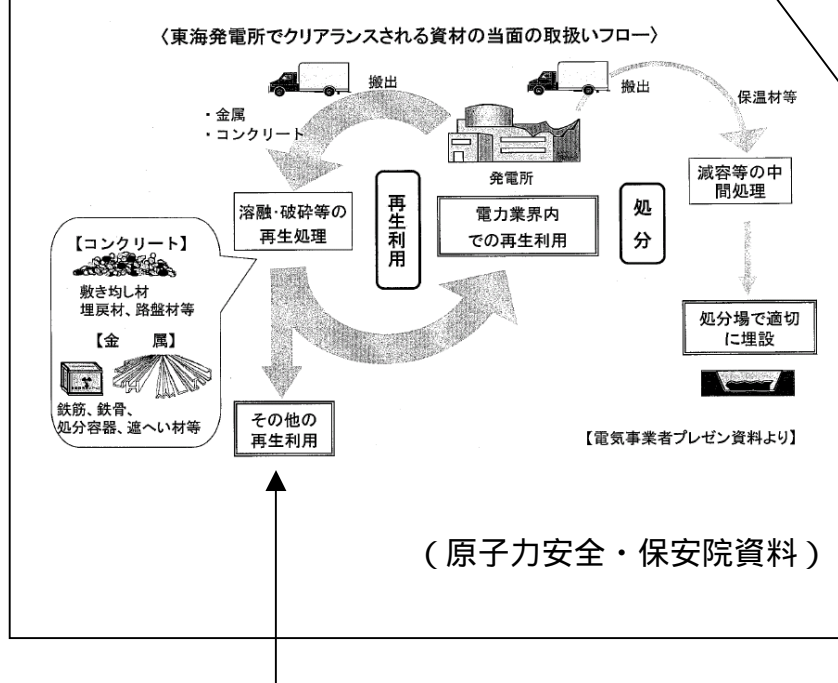 〈東海発電所でクリアランスされる資材の当面の取扱いフロー〉
搬出
搬出
・金属
・コンクリート
保温材等
発電所
減容等の中
間処理
溶融・破砕等の
再生処理
再生利用
電力業界内
での再生利用
処分
【コンクリート】
敷き均し材
埋戻材、路盤材等
【金　属】
鉄筋、鉄骨、
処分容器、遮へい材等
処分場で適切
に埋設
その他の
再生利用
【電気事業者プレゼン資料より】
（原子力安全・保安院資料）